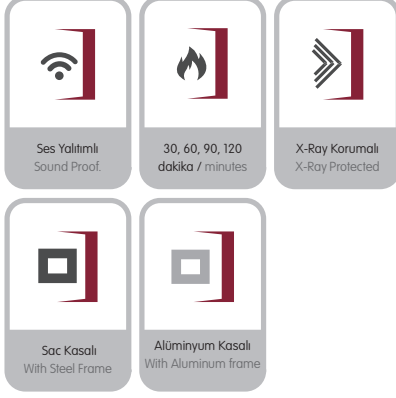 Ses Yalıtımlı
Sound Proof.
30, 60, 90, 120
dakika / minutes
X-Ray Korumalı
X-Ray Protected
Sac Kasalı
With Steel Frame
Alüminyum Kasalı
With Aluminum frame